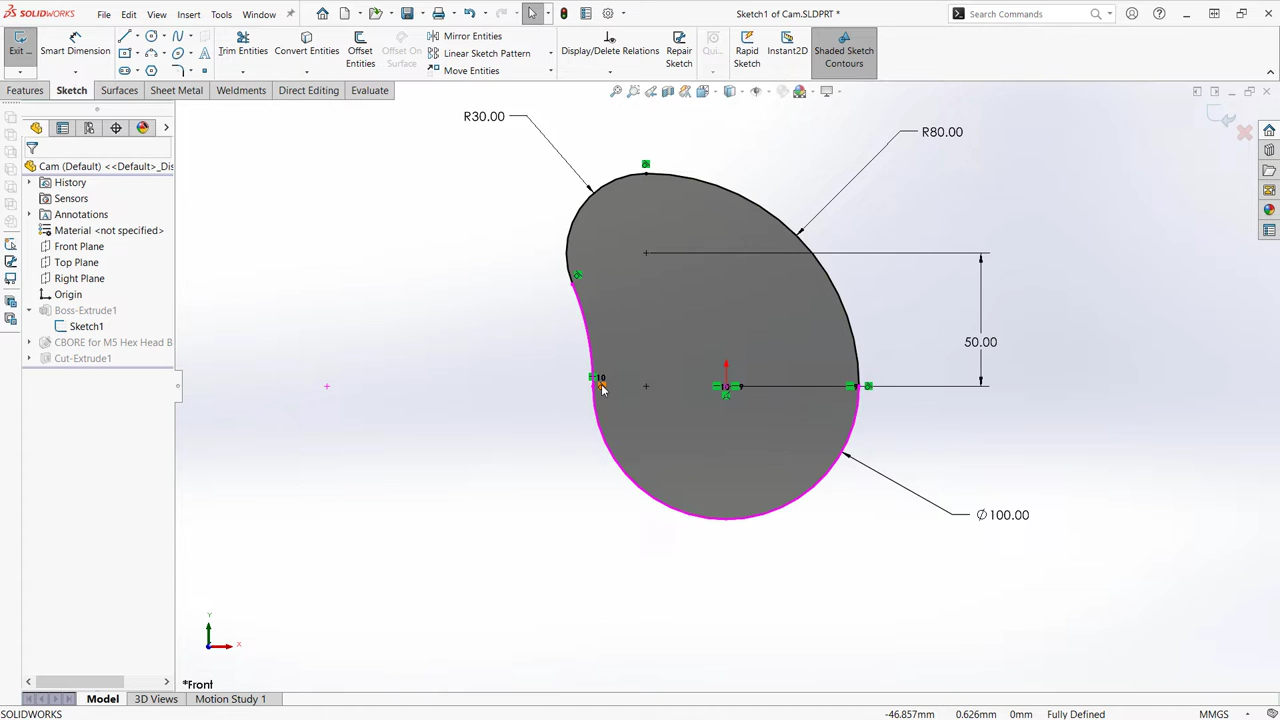 SOLIDWORKS File Edit View Insert Tools Window Sketch1 of Cam.SLDPRT * Search Commands
Exit ... Smart Dimension Trim Entities Convert Entities Offset Entities Offset On Surface Mirror Entities Linear Sketch Pattern Move Entities Display/Delete Relations Repair Sketch Qui... Rapid Sketch Instant2D Shaded Sketch Contours
Features Sketch Surfaces Sheet Metal Weldments Direct Editing Evaluate
R30.00
R80.00
Cam (Default) <<Default>_Dis
History
Sensors
Annotations
Material <not specified>
Front Plane
Top Plane
Right Plane
Origin
Boss-Extrude1
Sketch1
CBORE for M5 Hex Head B
Cut-Extrude1
50.00
10
Ø100.00
Y
X
*Front
Model 3D Views Motion Study 1
SOLIDWORKS -46.857mm 0.626mm 0mm Fully Defined MMGS